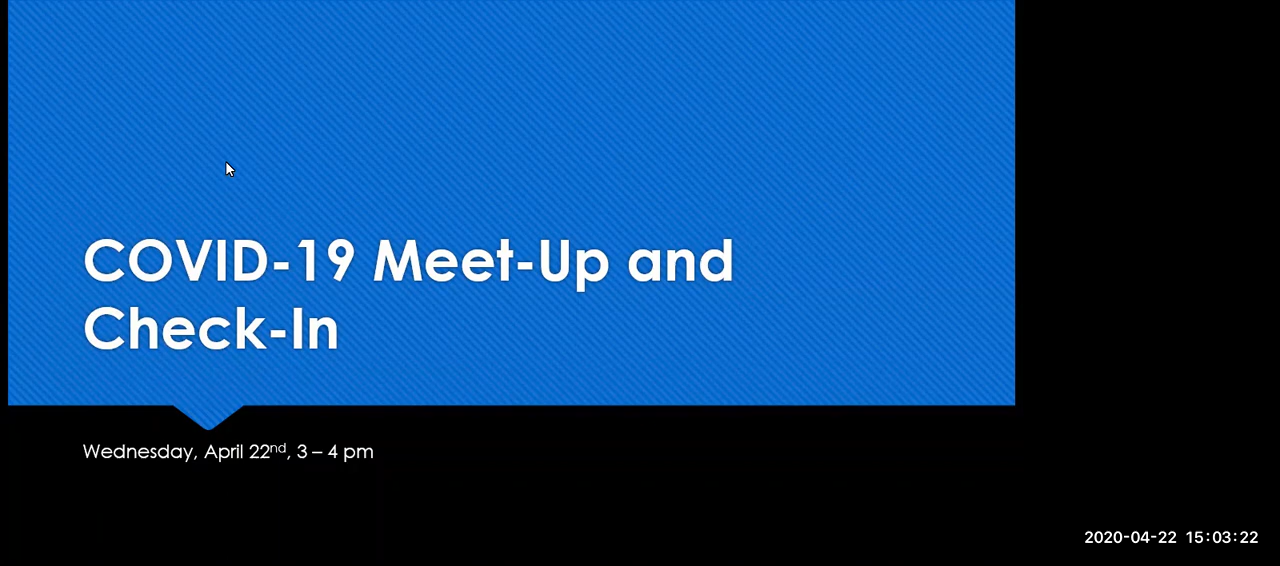 COVID-19 Meet-Up and
Check-In
Wednesday, April 22nd, 3 – 4 pm
2020-04-22 15:03:22